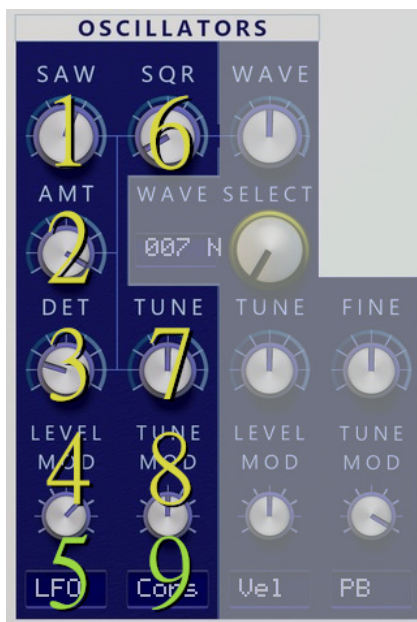 OSCILLATORS
SAW SQR WAVE
1 6
AMT WAVE SELECT
2 007 N
DET TUNE TUNE FINE
3 7
LEVEL TUNE LEVEL TUNE
MOD MOD MOD MOD
4 8
5 9
LFO Cons Vel PB